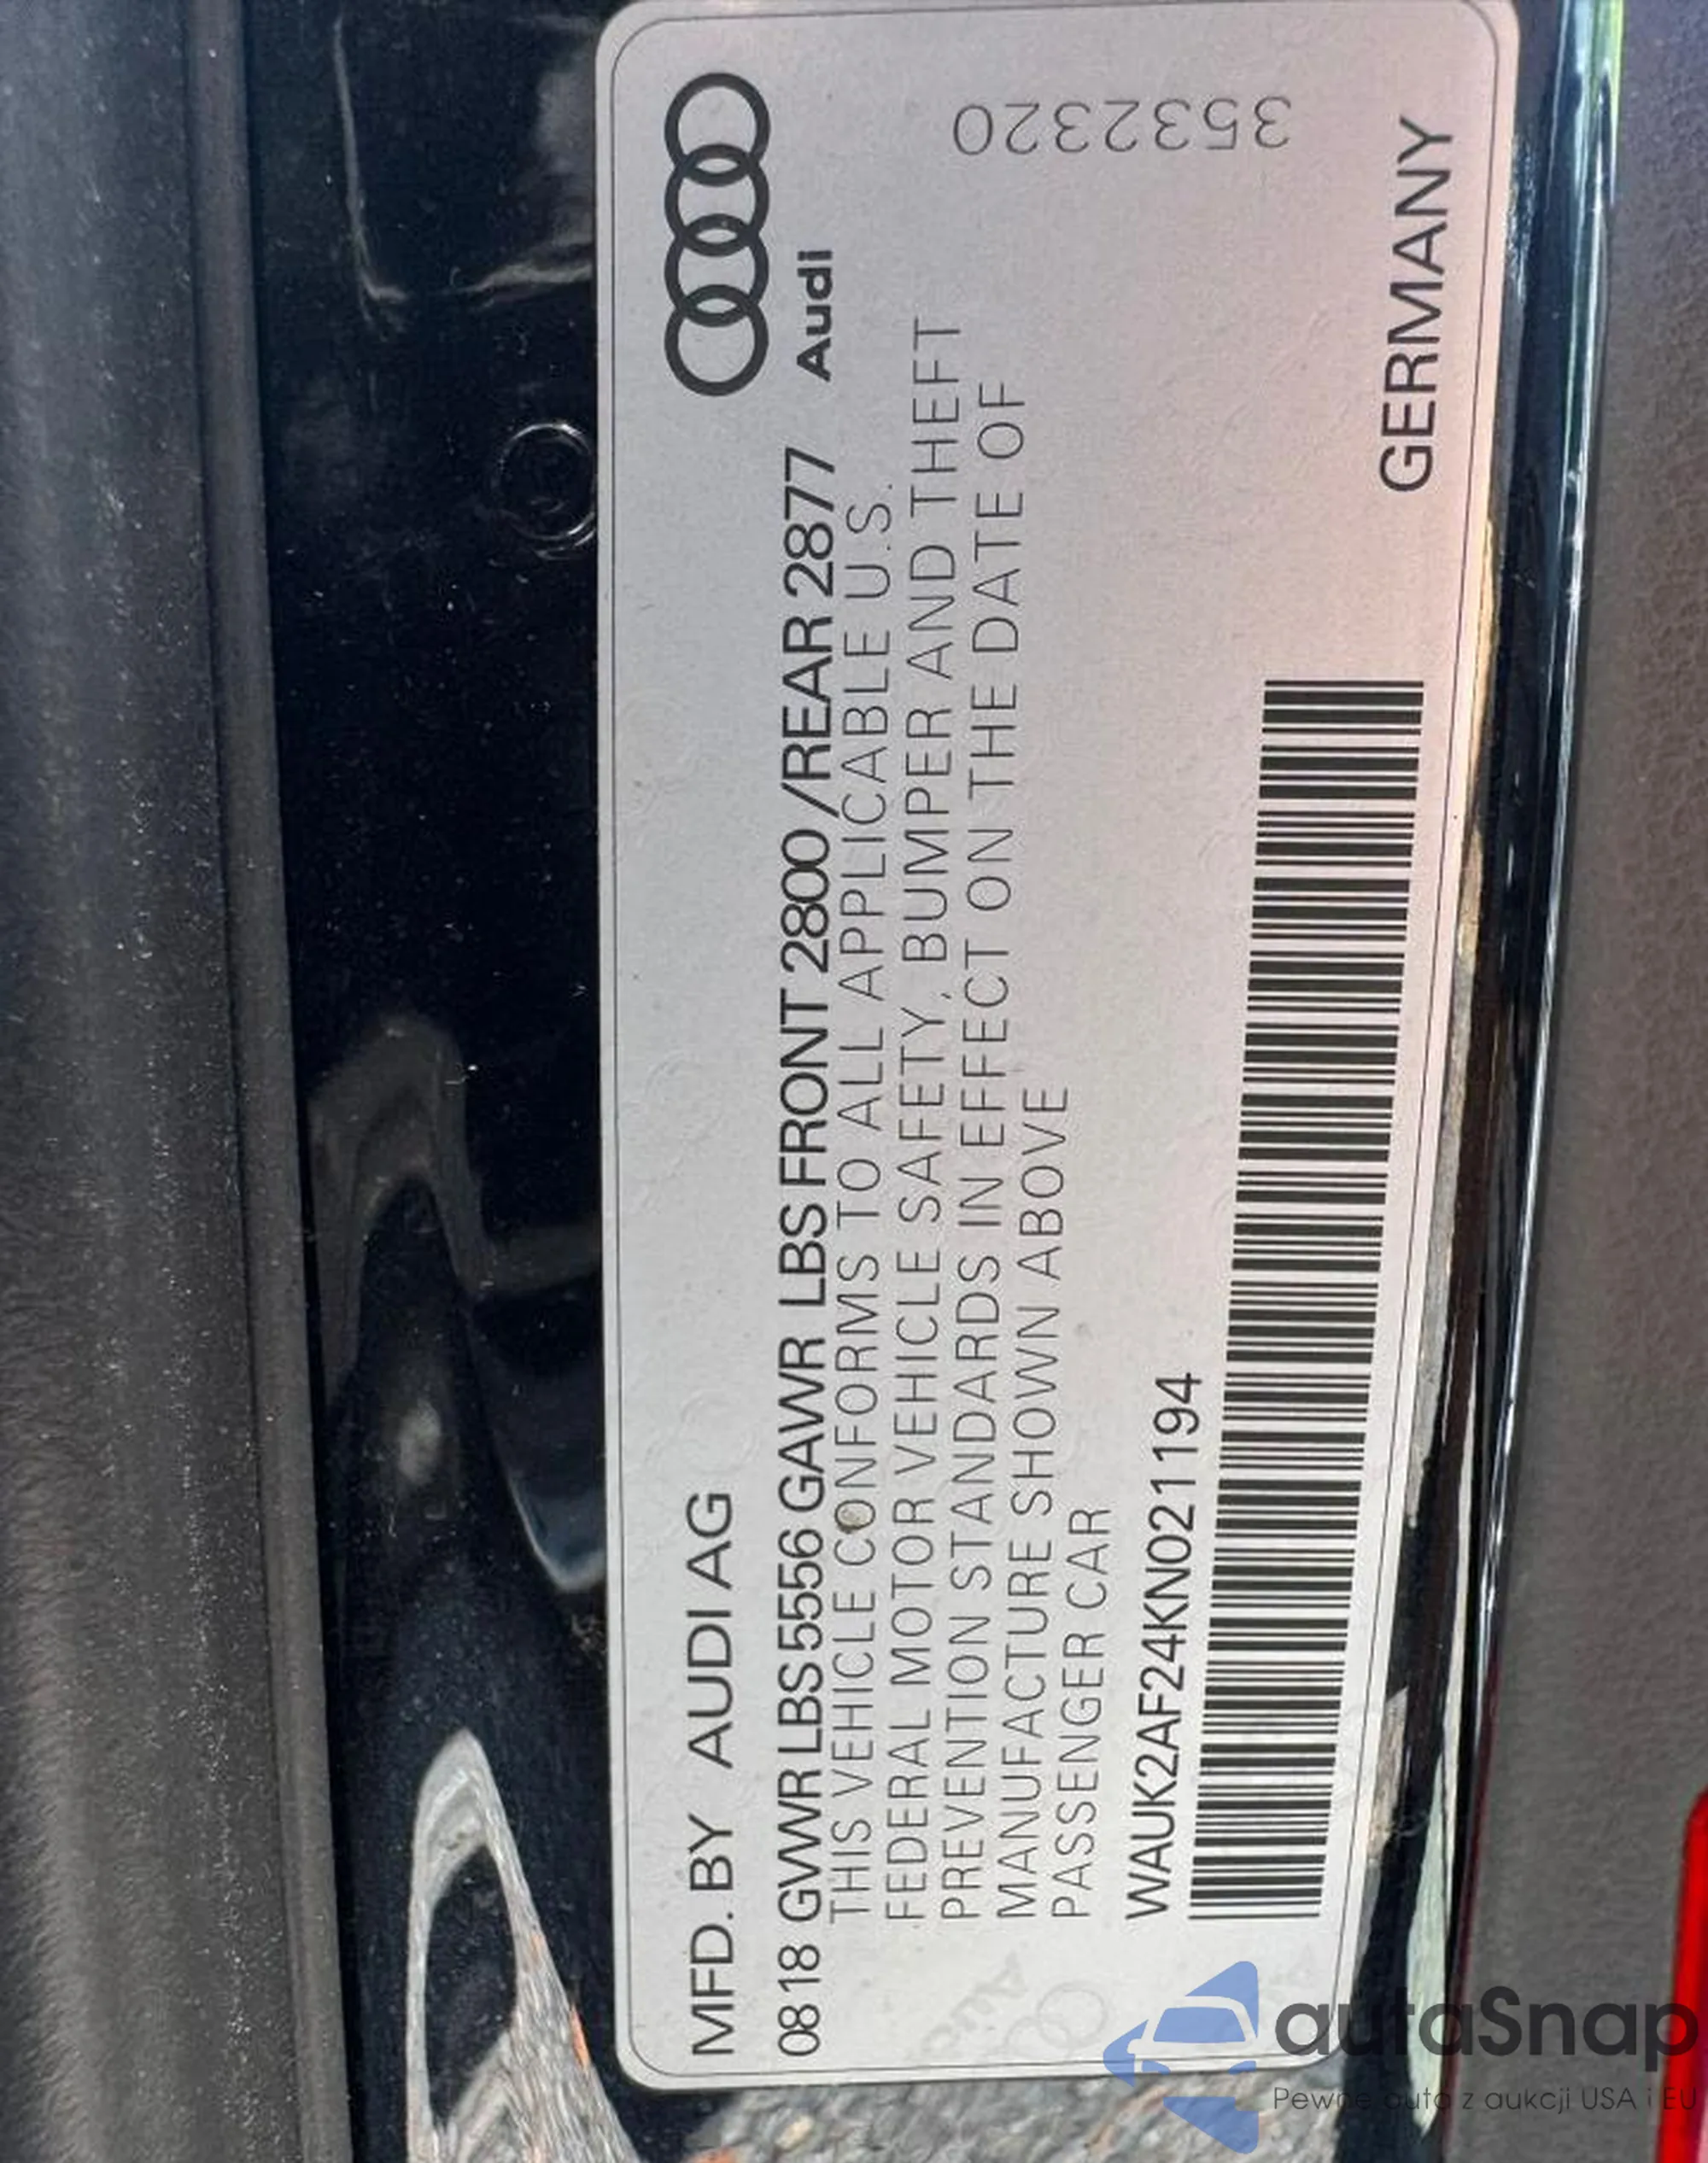 MFD. BY AUDI AG
Audi
08 18 GVWR LBS 5556 GAWR LBS FRONT 2800 /REAR 2877
THIS VEHICLE CONFORMS TO ALL APPLICABLE U.S.
FEDERAL MOTOR VEHICLE SAFETY, BUMPER AND THEFT
PREVENTION STANDARDS IN EFFECT ON THE DATE OF
MANUFACTURE SHOWN ABOVE
PASSENGER CAR
3532320
WAUK2AF24KN021194
GERMANY
autaSnap
Pewne auta z aukcji USA i EU